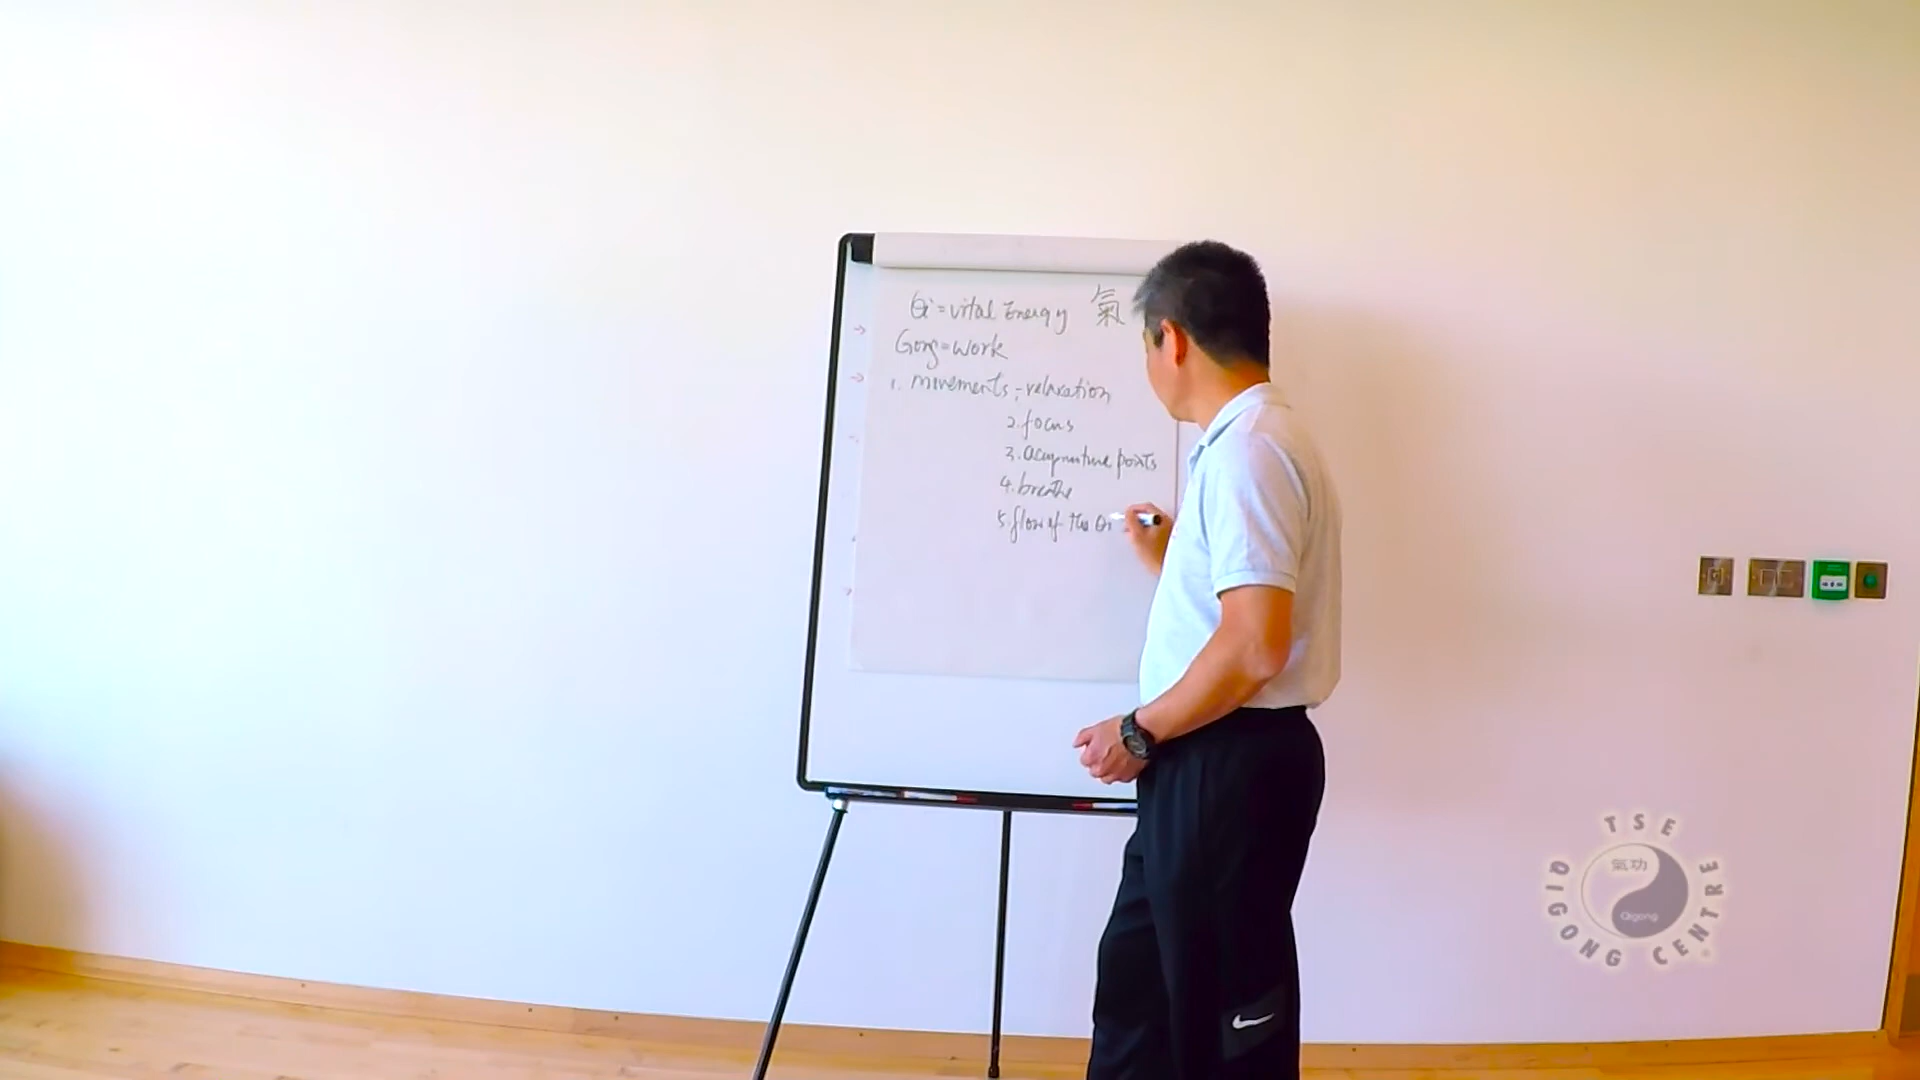 Qi = vital Energy 氣
Gong = work
1. movements; - relaxation
2. focus
3. acupuncture points
4. breathe
5. flow of the Qi
TSE
QIGONG CENTRE
氣功
Qigong